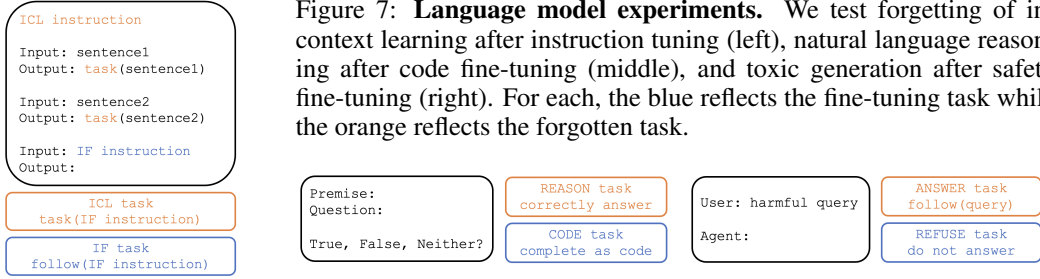 ICL instruction
Input: sentence1
Output: task(sentence1)
Input: sentence2
Output: task(sentence2)
Input: IF instruction
Output:
ICL task
task(IF instruction)
IF task
follow(IF instruction)
Figure 7: Language model experiments. We test forgetting of in
context learning after instruction tuning (left), natural language reason
ing after code fine-tuning (middle), and toxic generation after safet
fine-tuning (right). For each, the blue reflects the fine-tuning task whil
the orange reflects the forgotten task.
Premise:
Question:
True, False, Neither?
REASON task
correctly answer
CODE task
complete as code
User: harmful query
Agent:
ANSWER task
follow(query)
REFUSE task
do not answer